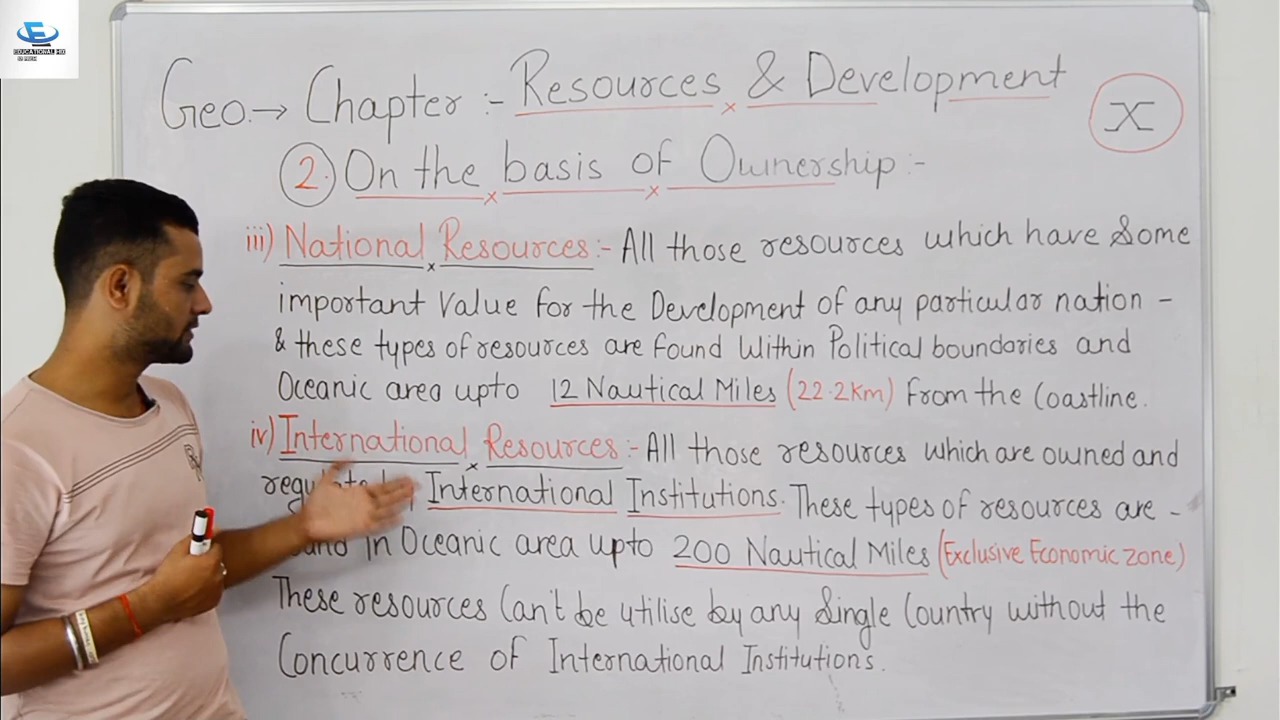 EDUCATIONAL
Geo.→ Chapter :- Resources & Development
X
2. On the basis of Ownership :-
iii) National Resources :- All those resources which have Some
important Value for the Development of any particular nation -
& these types of resources are found Within Political boundaries and
Oceanic area upto 12 Nautical Miles (22.2Km) from the Coastline.
iv) International Resources :- All those resources which are owned and
International Institutions. These types of resources are -
in Oceanic area upto 200 Nautical Miles (Exclusive Economic zone)
These resources Can't be utilise by any Single Country without the
Concurrence of International Institutions.